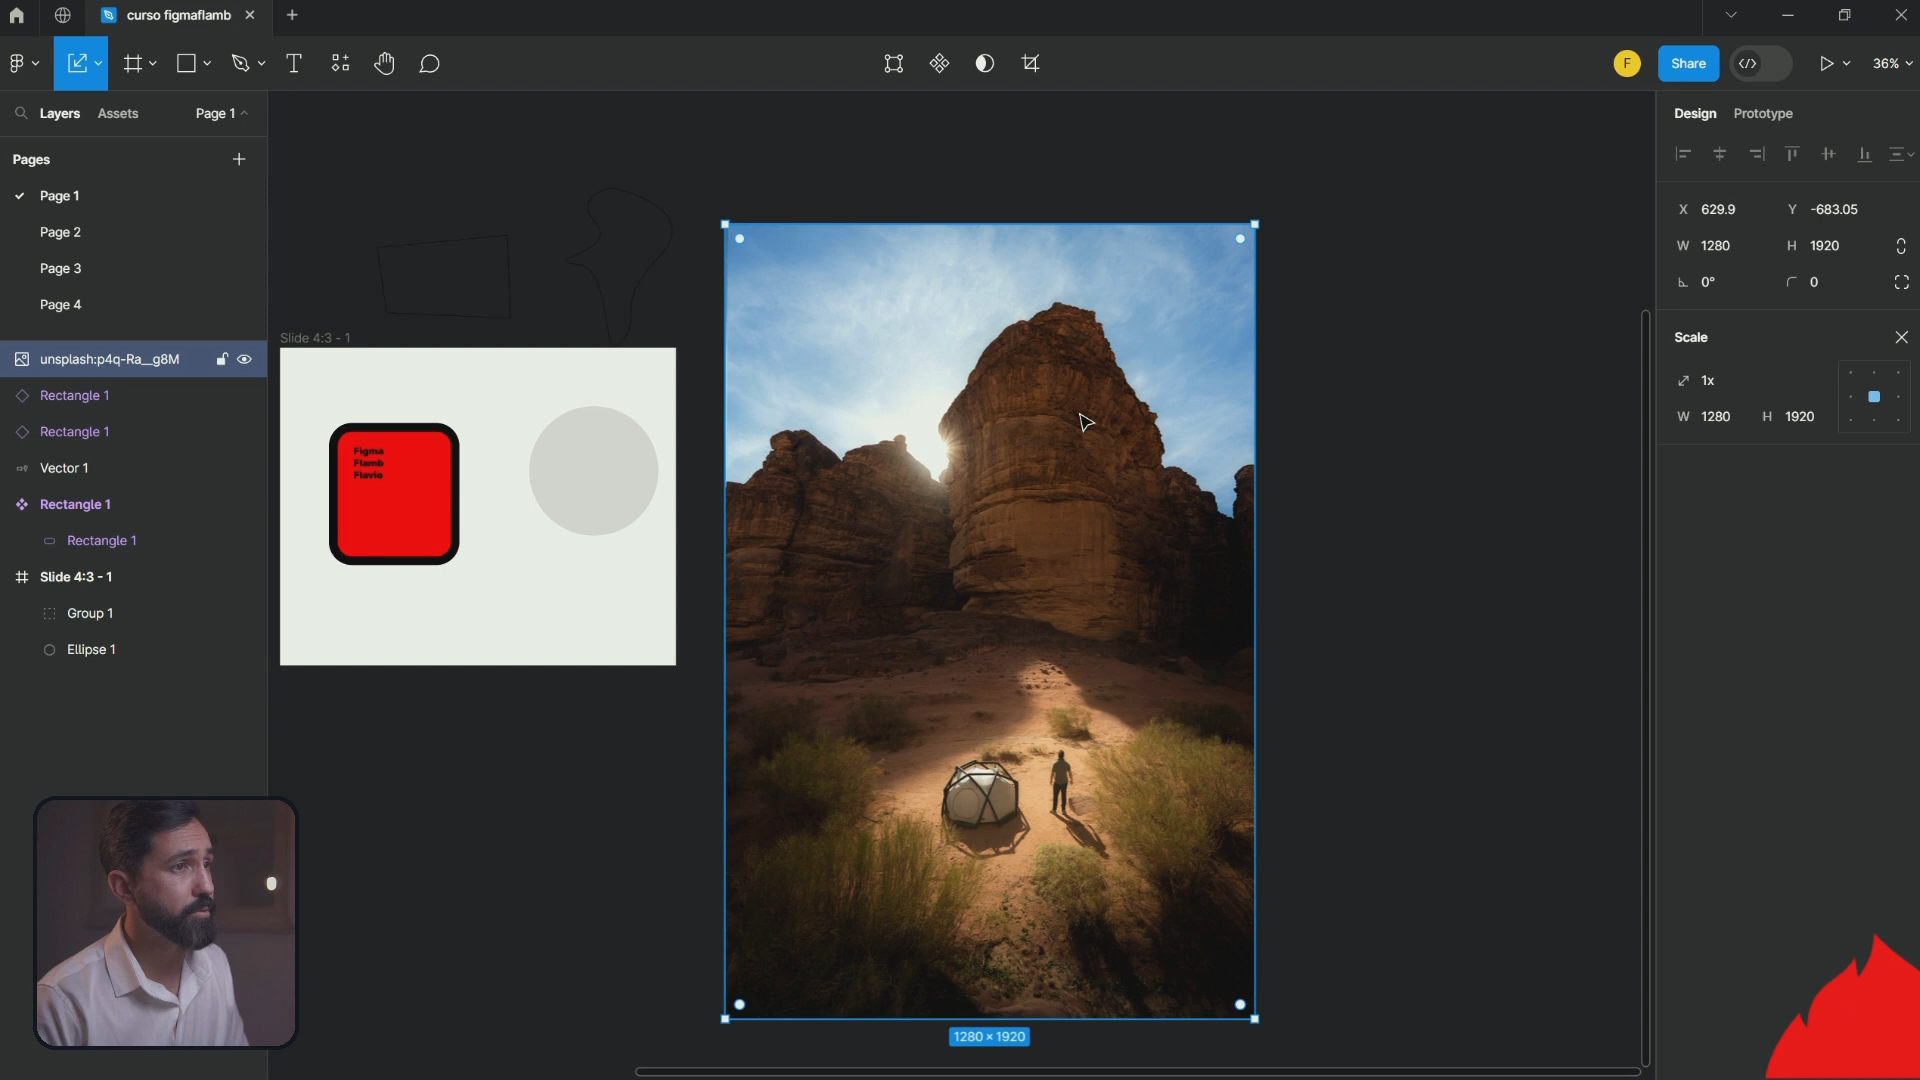 curso figmaflamb
F
Share
36%
Layers
Assets
Page 1
Design
Prototype
Pages
Page 1
Page 2
Page 3
Page 4
X 629.9
Y -683.05
W 1280
H 1920
0°
0
Scale
1x
W 1280
H 1920
unsplash:p4q-Ra__g8M
Rectangle 1
Rectangle 1
Vector 1
Rectangle 1
Rectangle 1
Slide 4:3 - 1
Group 1
Ellipse 1
Slide 4:3 - 1
Figma
Flamb
Flavio
1280 × 1920